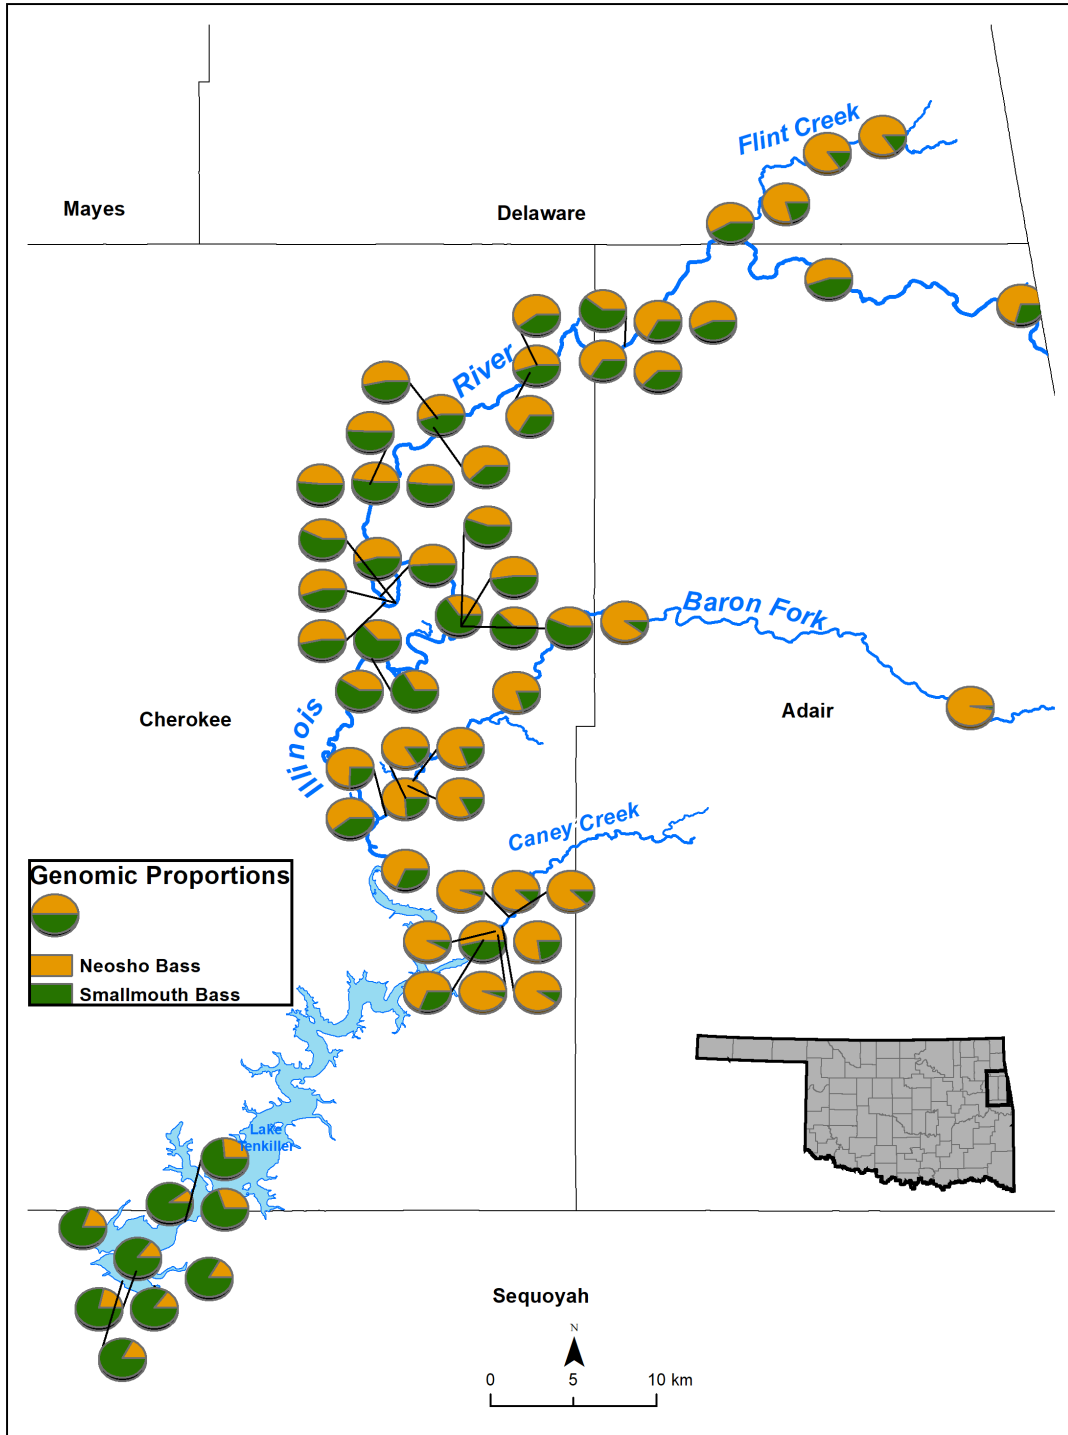 Flint Creek
Mayes
Delaware
River
Baron Fork
Cherokee
Adair
Illinois
Caney Creek
Genomic Proportions
Neosho Bass
Smallmouth Bass
Lake
Tenkiller
Sequoyah
N
0 5 10 km